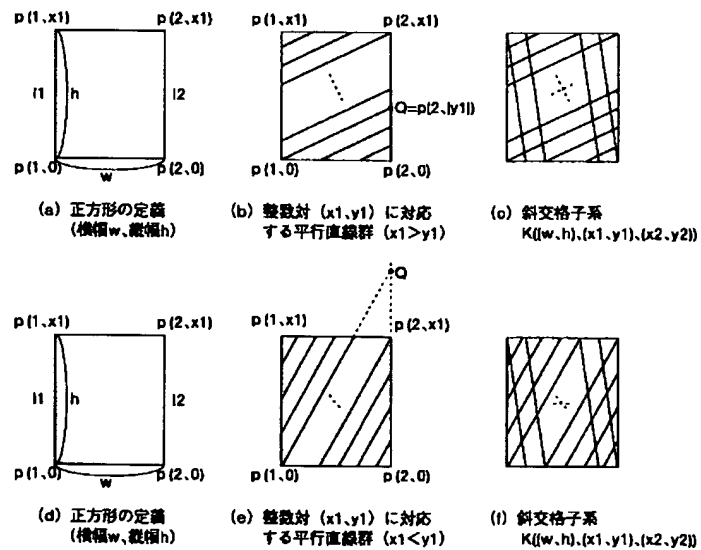 p(1、x1) p(2、x1)
l1 h l2
p(1、0) w p(2、0)
(a) 正方形の定義
(横幅w、縦幅h)
p(1、x1) p(2、x1)
Q=p(2、|y1|)
p(1、0) p(2、0)
(b) 整数対 (x1、y1) に対応
する平行直線群 (x1>y1)
(c) 斜交格子系
K((w、h)、(x1、y1)、(x2、y2))
p(1、x1) p(2、x1)
l1 h l2
p(1、0) w p(2、0)
(d) 正方形の定義
(横幅w、縦幅h)
Q
p(1、x1) p(2、x1)
p(1、0) p(2、0)
(e) 整数対 (x1、y1) に対応
する平行直線群 (x1<y1)
(f) 斜交格子系
K((w、h)、(x1、y1)、(x2、y2))